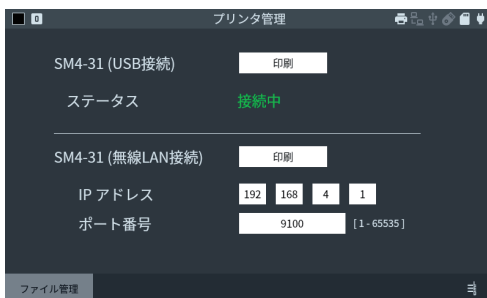 0 プリンタ管理
SM4-31 (USB接続) 印刷
ステータス 接続中
SM4-31 (無線LAN接続) 印刷
IP アドレス 192 168 4 1
ポート番号 9100 [1-65535]
ファイル管理